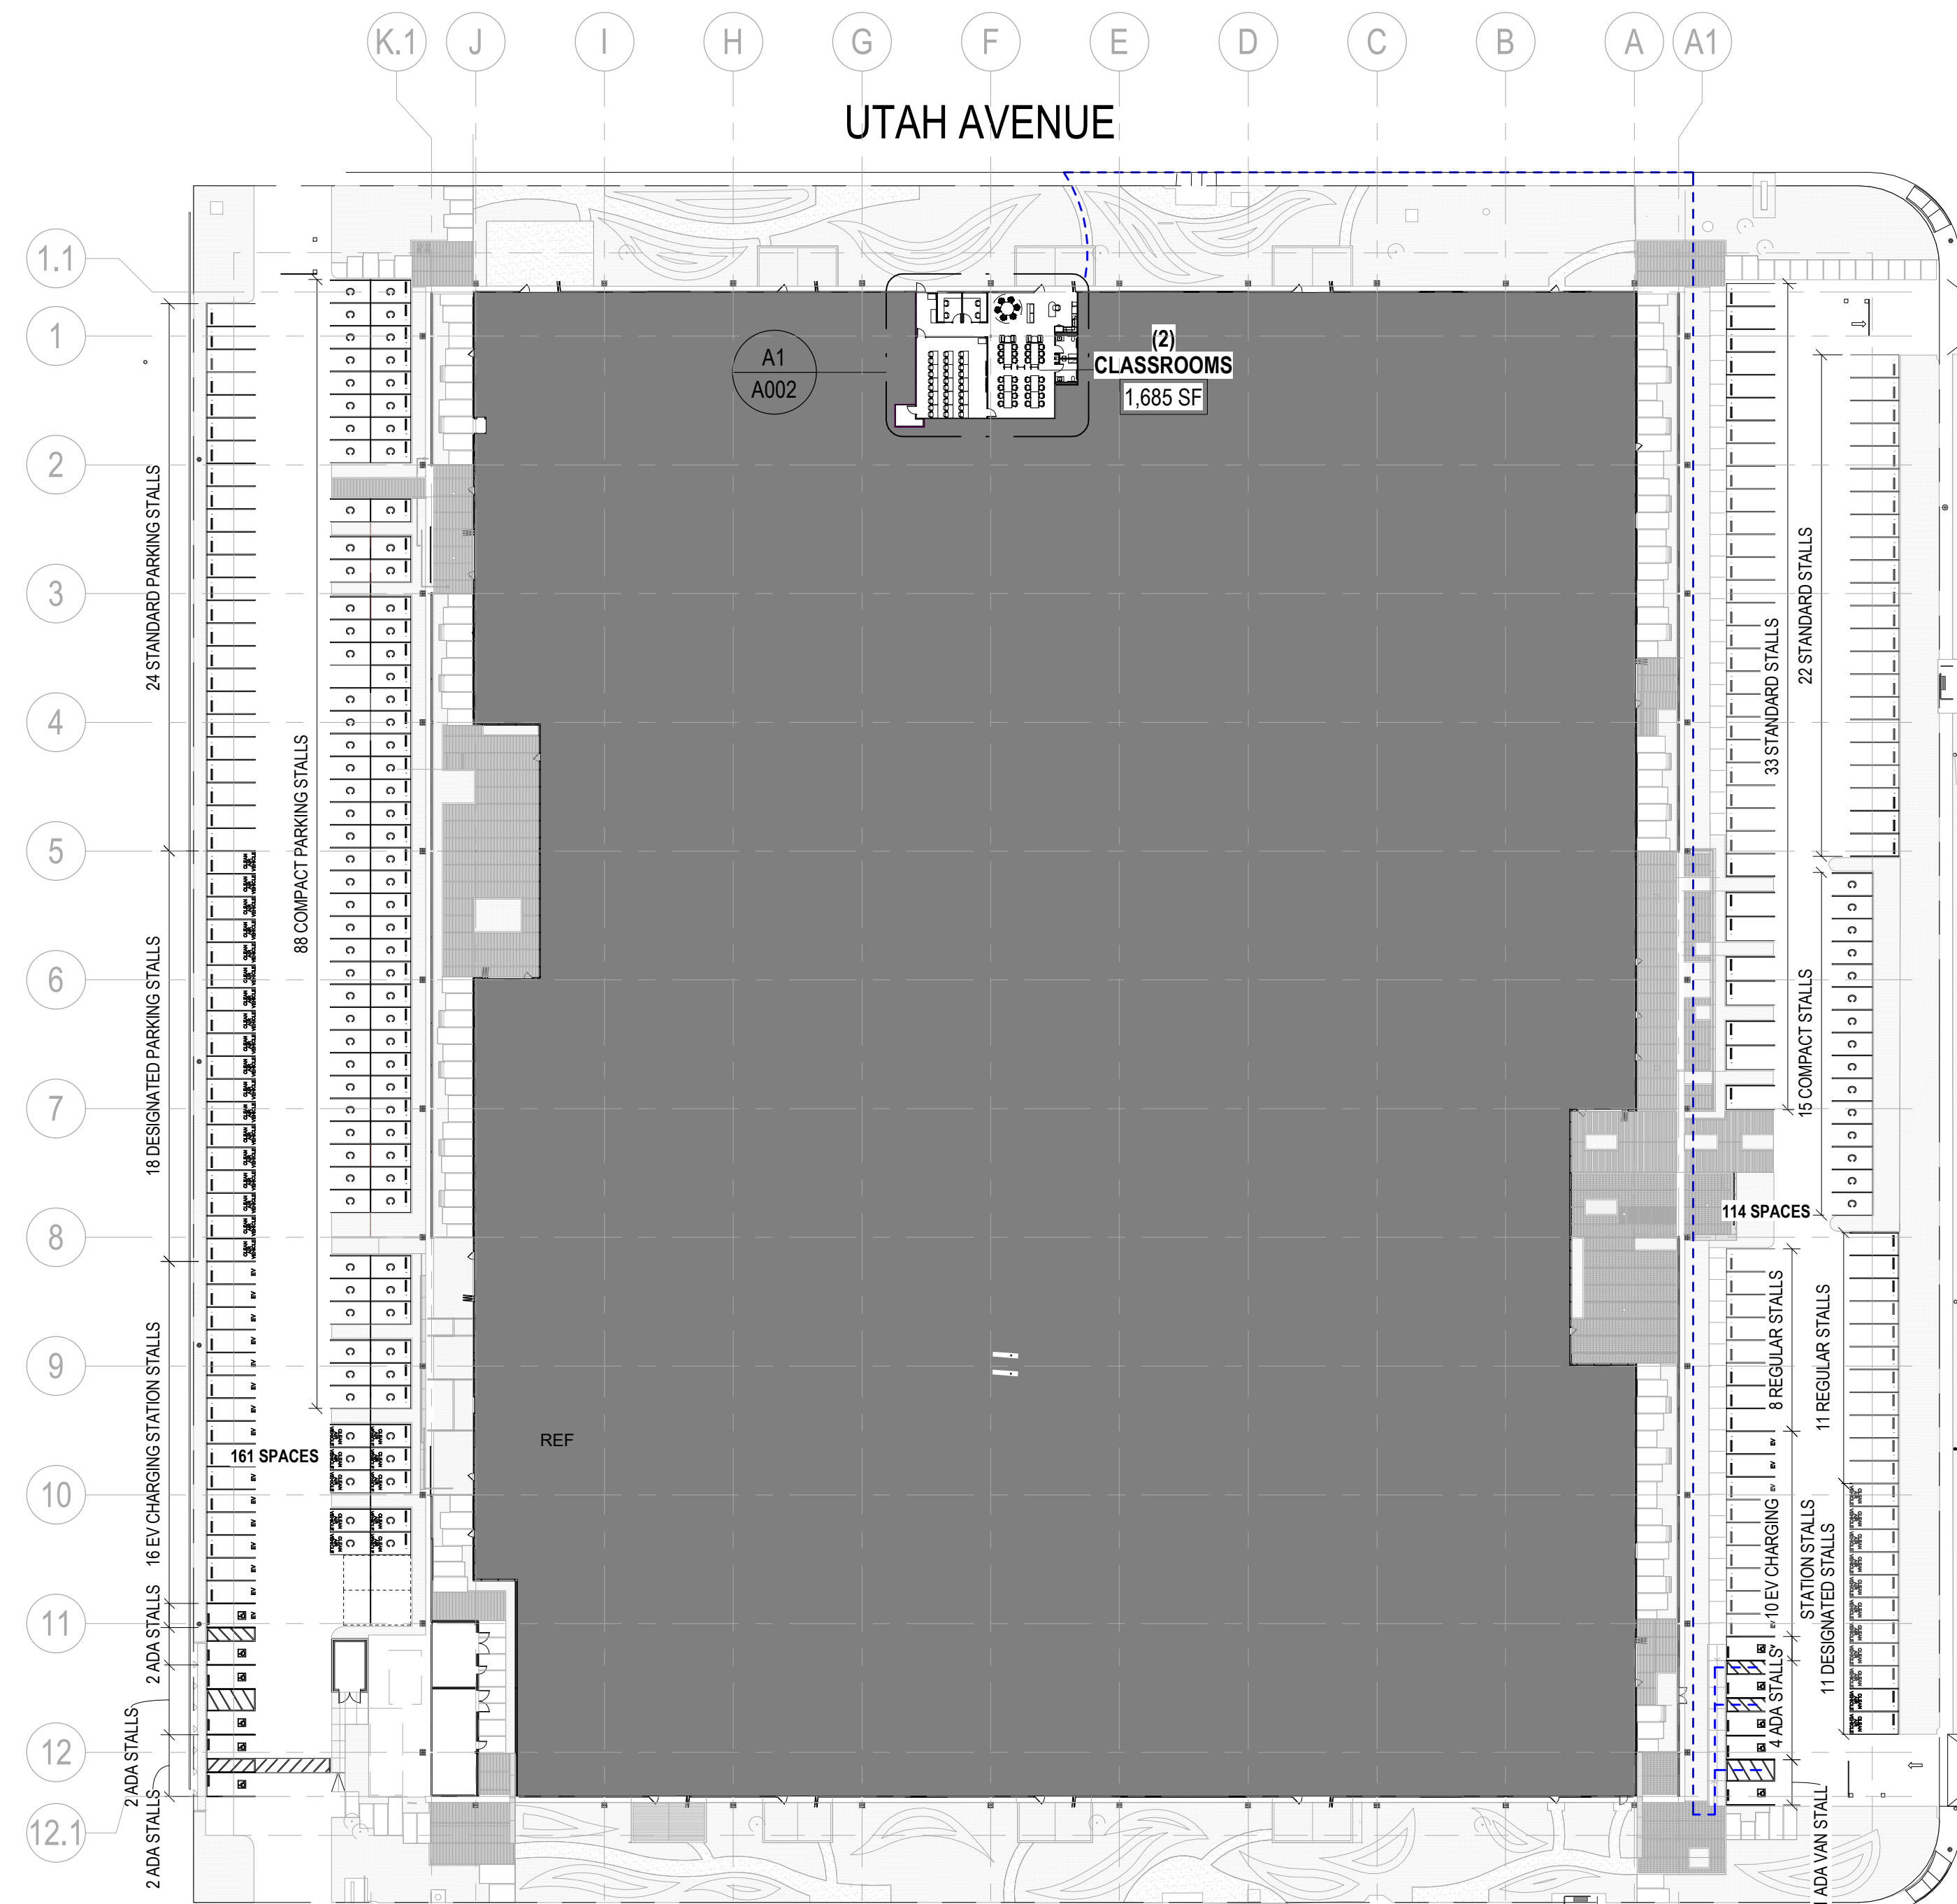 K.1 J I H G F E D C B A A1
UTAH AVENUE
1.1
1
2
3
4
5
6
7
8
9
10
11
12
12.1
A1
A002
(2)
CLASSROOMS
1,685 SF
24 STANDARD PARKING STALLS
18 DESIGNATED PARKING STALLS
16 EV CHARGING STATION STALLS
2 ADA STALLS
2 ADA STALLS
2 ADA STALLS
88 COMPACT PARKING STALLS
161 SPACES
REF
33 STANDARD STALLS
22 STANDARD STALLS
15 COMPACT STALLS
114 SPACES
8 REGULAR STALLS
11 REGULAR STALLS
10 EV CHARGING
STATION STALLS
11 DESIGNATED STALLS
4 ADA STALLS
ADA VAN STALL
C
EV
CLEAN
AIR
VEHICLE